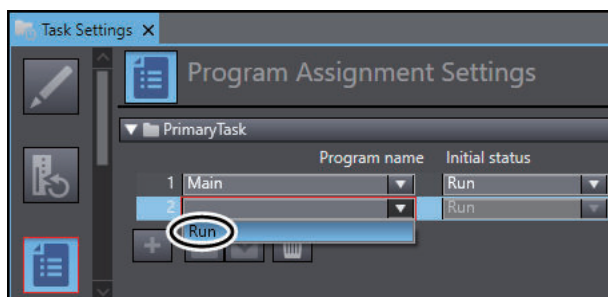 Task Settings
Program Assignment Settings
PrimaryTask
Program name Initial status
1 Main Run
2 Run
Run